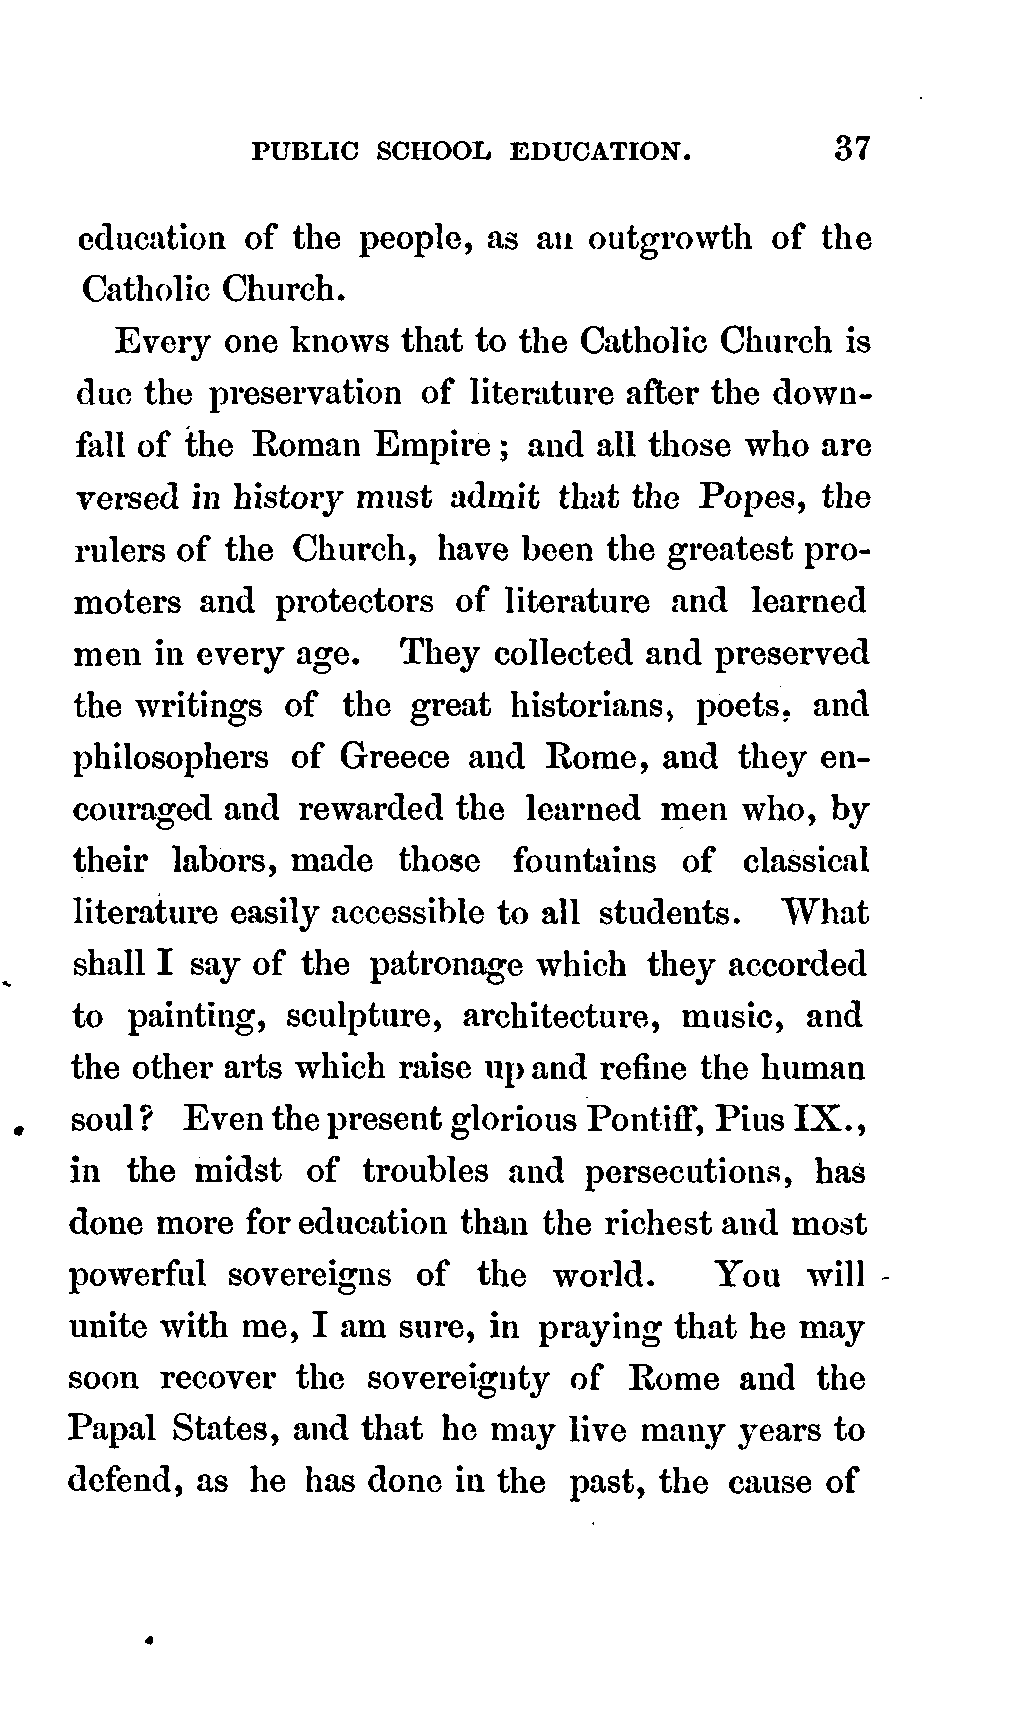 PUBLIC SCHOOL EDUCATION. 37
education of the people, as an outgrowth of the
Catholic Church.
Every one knows that to the Catholic Church is
due the preservation of literature after the down-
fall of the Roman Empire; and all those who are
versed in history must admit that the Popes, the
rulers of the Church, have been the greatest pro-
moters and protectors of literature and learned
men in every age. They collected and preserved
the writings of the great historians, poets, and
philosophers of Greece and Rome, and they en-
couraged and rewarded the learned men who, by
their labors, made those fountains of classical
literature easily accessible to all students. What
shall I say of the patronage which they accorded
to painting, sculpture, architecture, music, and
the other arts which raise up and refine the human
soul? Even the present glorious Pontiff, Pius IX.,
in the midst of troubles and persecutions, has
done more for education than the richest and most
powerful sovereigns of the world. You will
unite with me, I am sure, in praying that he may
soon recover the sovereignty of Rome and the
Papal States, and that he may live many years to
defend, as he has done in the past, the cause of